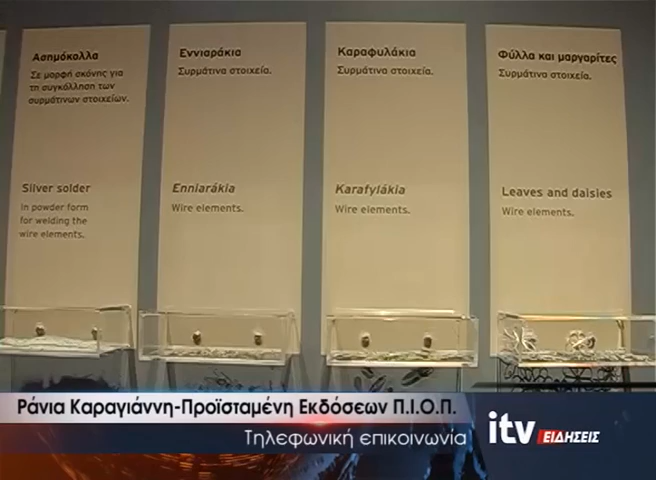 Ασημόκολλα
Σε μορφή σκόνης για
τη συγκόλληση των
συρμάτινων στοιχείων.
Silver solder
In powder form
for welding the
wire elements.
Εννιαράκια
Συρμάτινα στοιχεία.
Enniarákia
Wire elements.
Καραφυλάκια
Συρμάτινα στοιχεία.
Karafylákia
Wire elements.
Φύλλα και μαργαρίτες
Συρμάτινα στοιχεία.
Leaves and daisies
Wire elements.
Ράνια Καραγιάννη-Προϊσταμένη Εκδόσεων Π.Ι.Ο.Π.
Τηλεφωνική επικοινωνία
itv ΕΙΔΗΣΕΙΣ